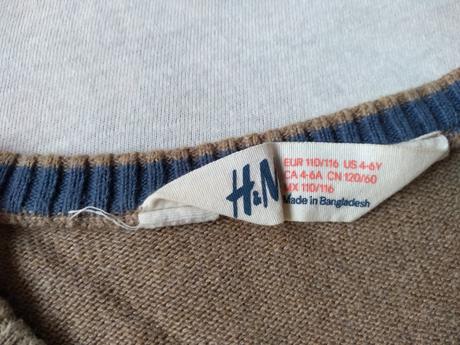 H&M
EUR 110/116 US 4-6Y
CA 4-6A CN 120/60
MX 110/116
Made in Bangladesh